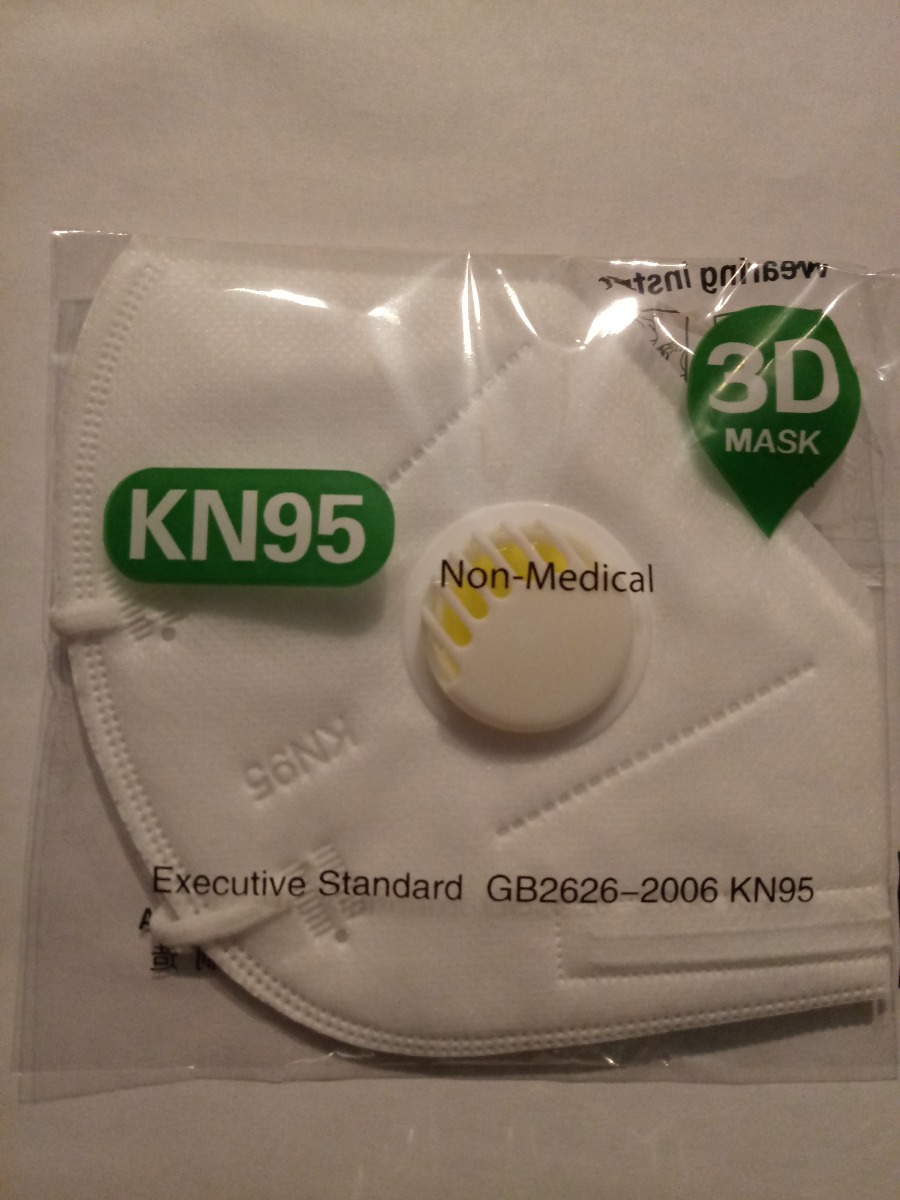 Wearing Instr
3D
MASK
KN95
Non-Medical
KN95
Executive Standard GB2626–2006 KN95